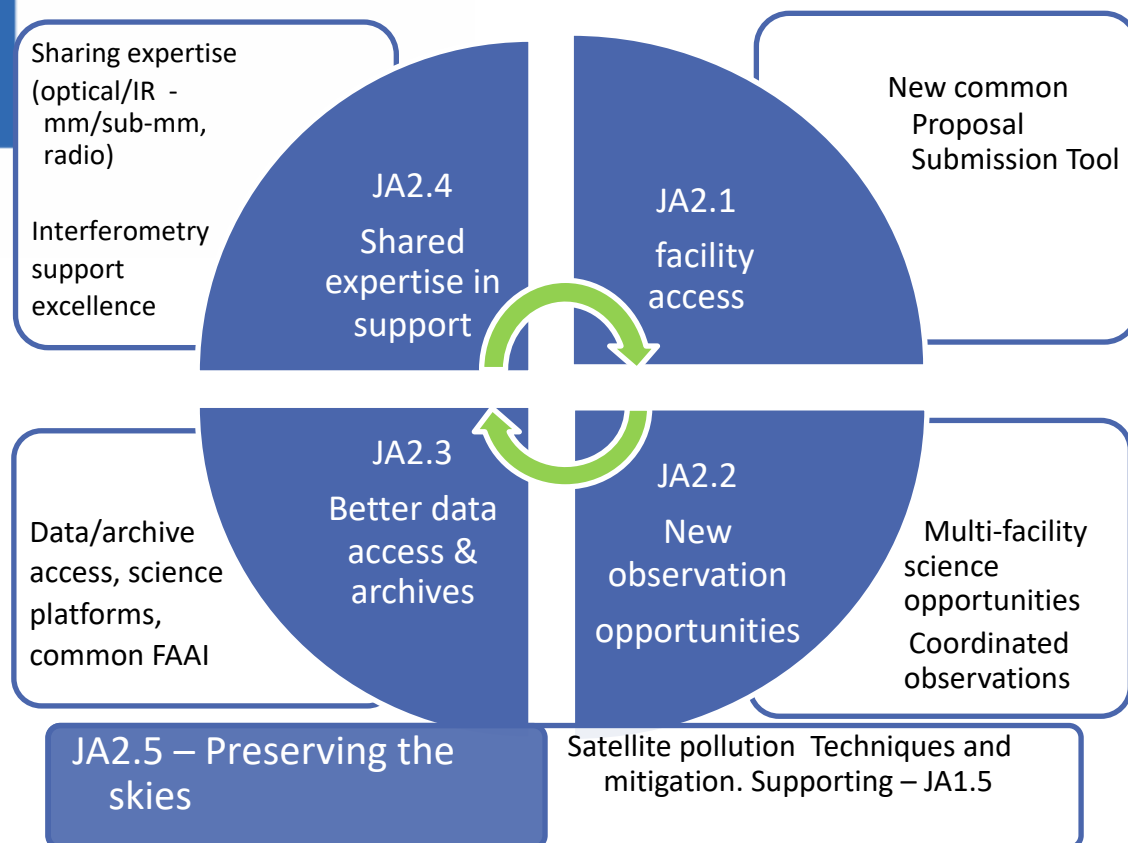 Sharing expertise
(optical/IR -
mm/sub-mm,
radio)
Interferometry
support
excellence
JA2.4
Shared
expertise in
support
JA2.1
facility
access
New common
Proposal
Submission Tool
Data/archive
access, science
platforms,
common FAAI
JA2.3
Better data
access &
archives
JA2.2
New
observation
opportunities
Multi-facility
science
opportunities
Coordinated
observations
JA2.5 – Preserving the
skies
Satellite pollution Techniques and
mitigation. Supporting – JA1.5